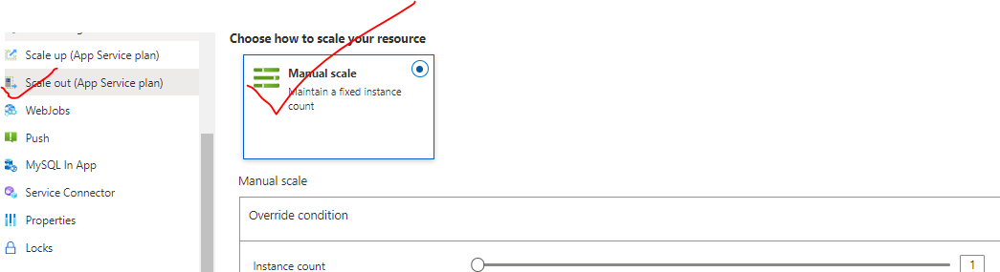 Scale up (App Service plan)
Scale out (App Service plan)
WebJobs
Push
MySQL In App
Service Connector
Properties
Locks
Choose how to scale your resource
Manual scale
Maintain a fixed instance
count
Manual scale
Override condition
Instance count
1